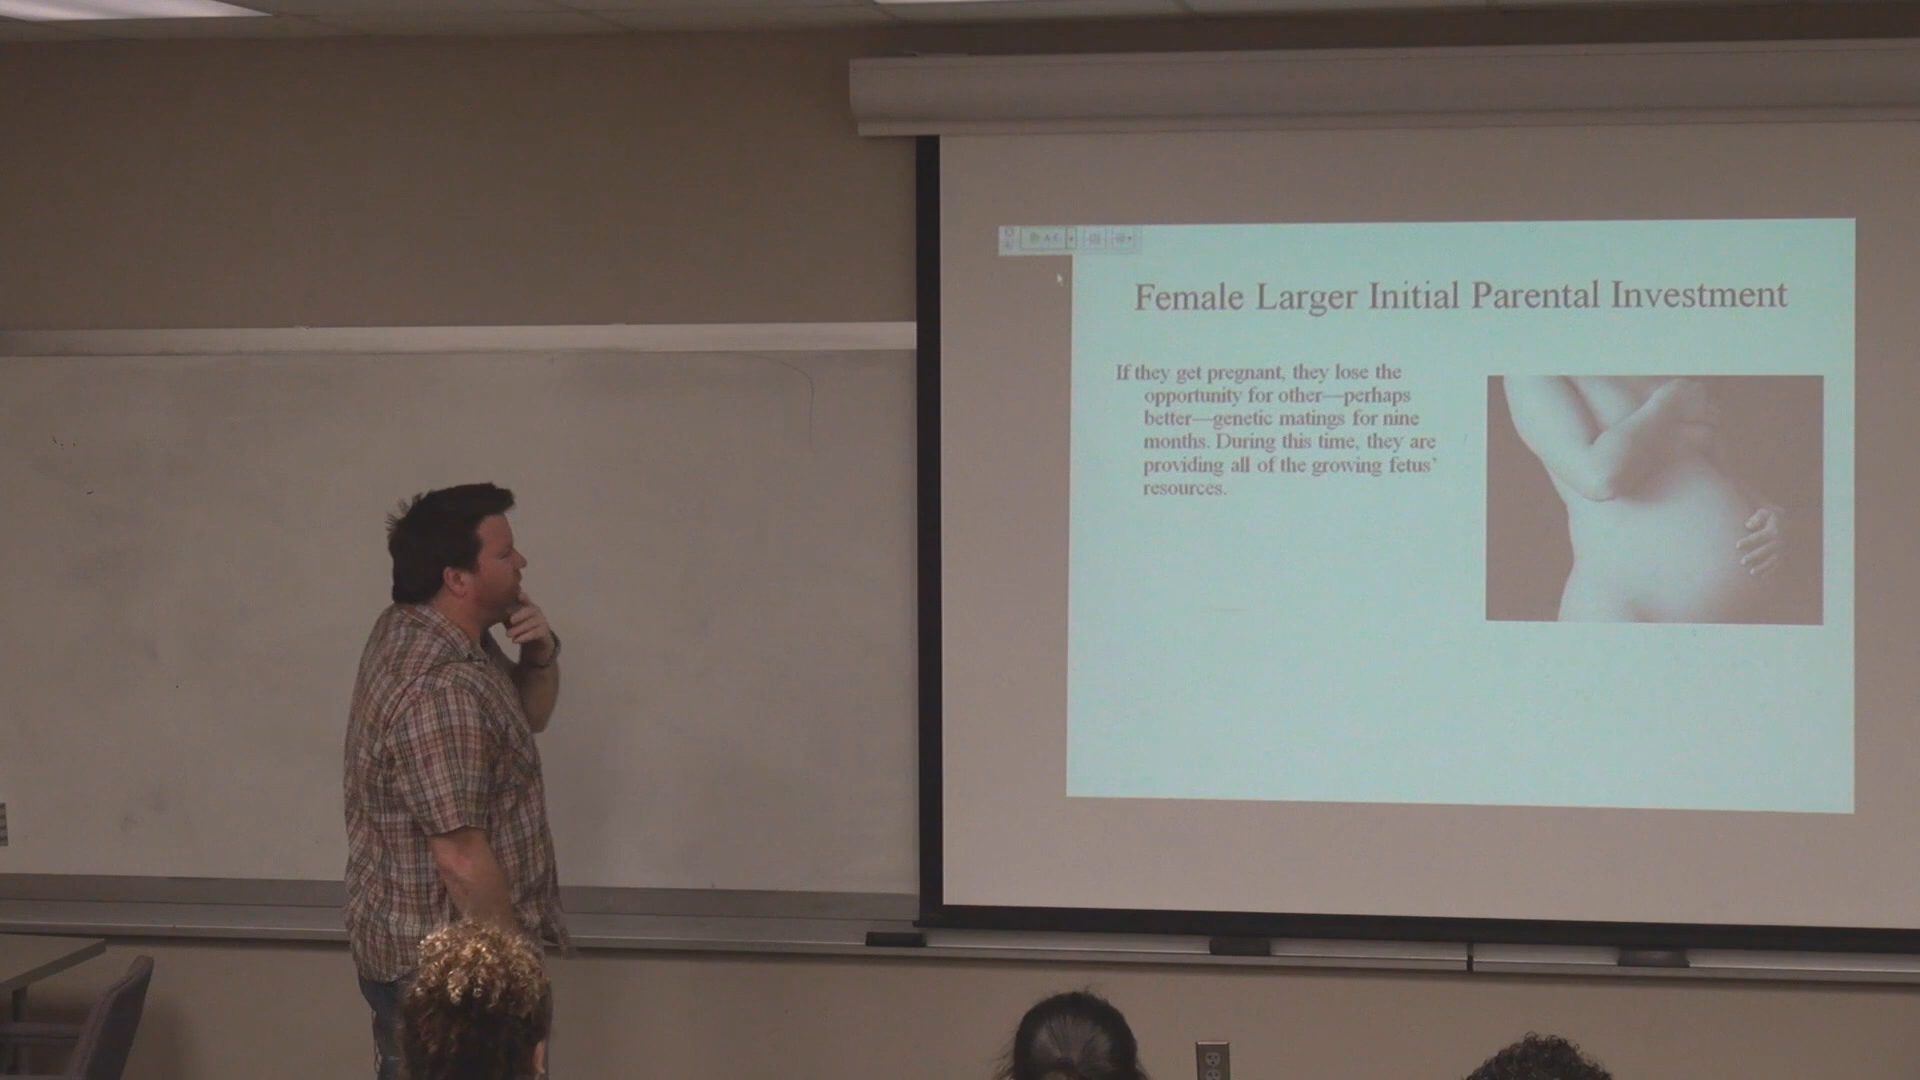 Female Larger Initial Parental Investment
If they get pregnant, they lose the
opportunity for other—perhaps
better—genetic matings for nine
months. During this time, they are
providing all of the growing fetus'
resources.